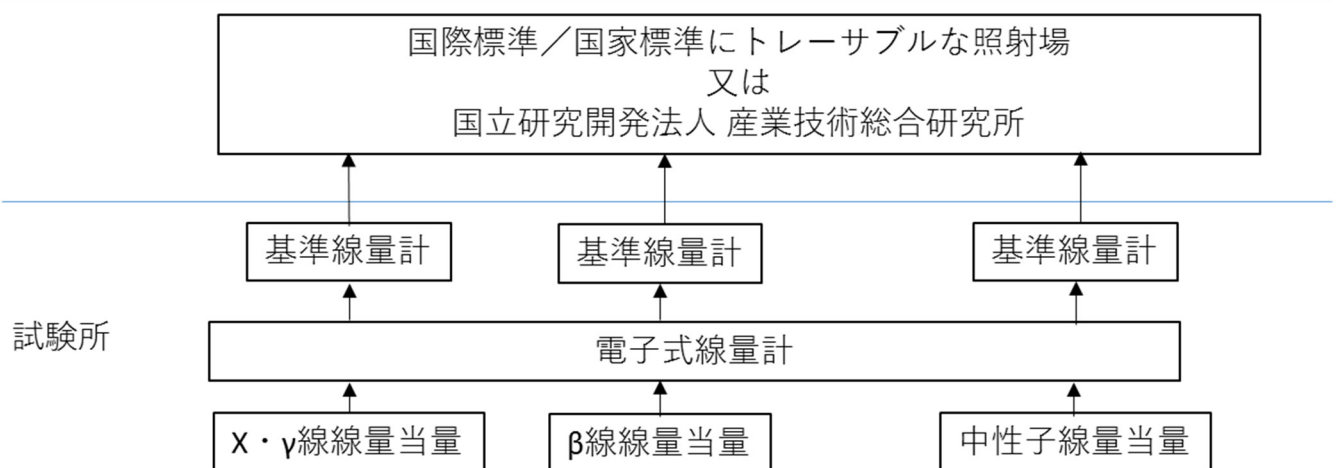 国際標準／国家標準にトレーサブルな照射場
又は
国立研究開発法人 産業技術総合研究所
基準線量計
基準線量計
基準線量計
試験所
電子式線量計
X・γ線線量当量
β線線量当量
中性子線量当量